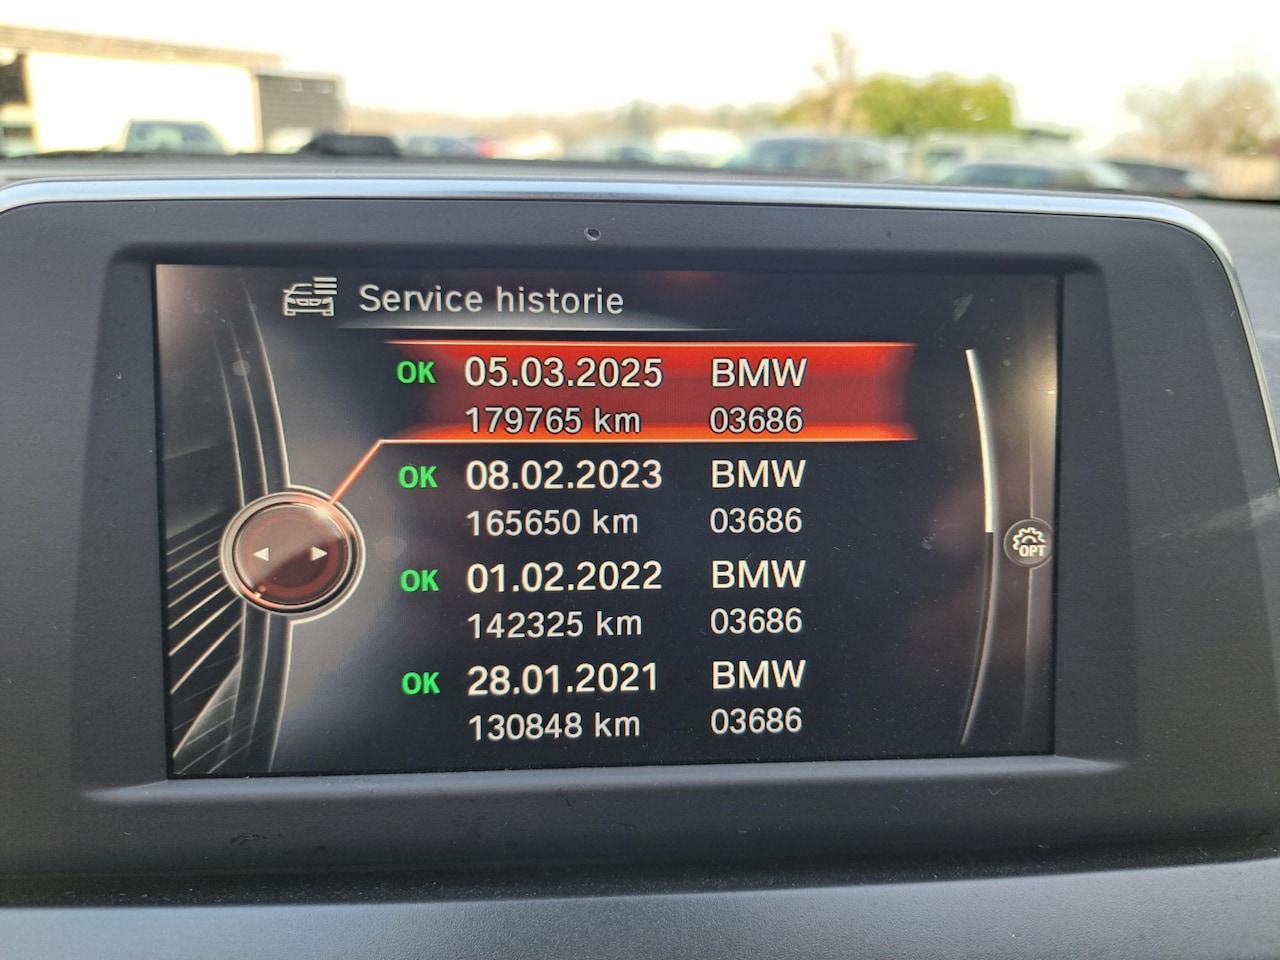 Service historie
OK 05.03.2025 BMW
179765 km 03686
OK 08.02.2023 BMW
165650 km 03686
OK 01.02.2022 BMW
142325 km 03686
OK 28.01.2021 BMW
130848 km 03686
OPT